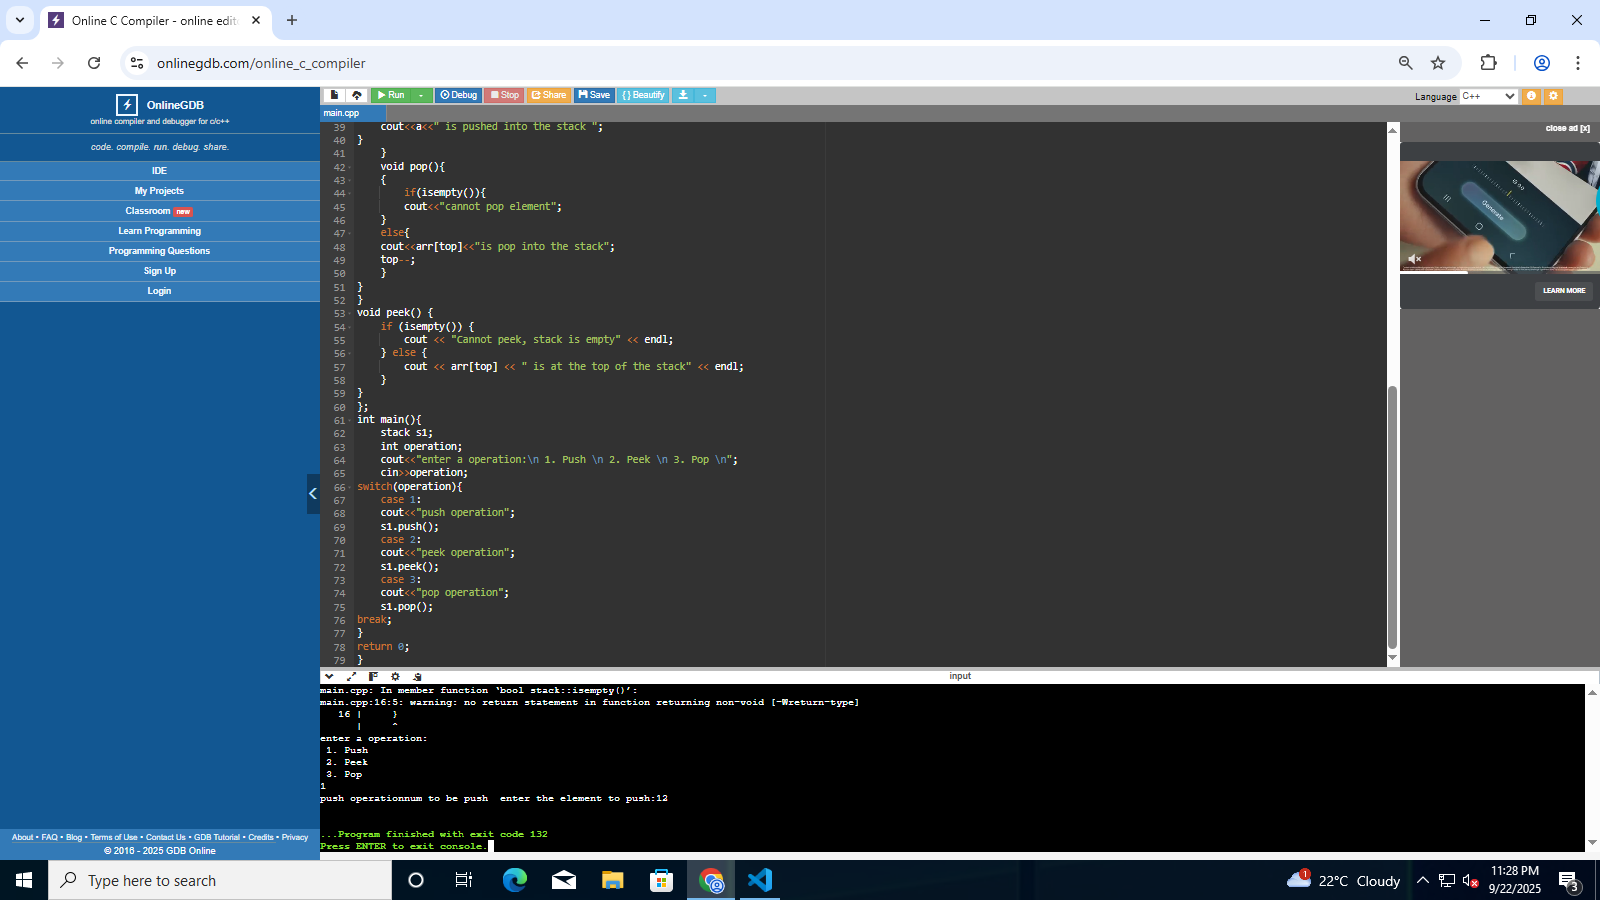 Online C Compiler - online edit
onlinegdb.com/online_c_compiler
OnlineGDB
online compiler and debugger for c/c++
code. compile. run. debug. share.
IDE
My Projects
Classroom new
Learn Programming
Programming Questions
Sign Up
Login
About • FAQ • Blog • Terms of Use • Contact Us • GDB Tutorial • Credits • Privacy
© 2016 - 2025 GDB Online
Run Debug Stop Share Save {} Beautify
Language C++
main.cpp
39 cout<<a<<" is pushed into the stack ";
40 }
41 }
42 void pop(){
43 {
44 if(isempty()){
45 cout<<"cannot pop element";
46 }
47 else{
48 cout<<arr[top]<<"is pop into the stack";
49 top--;
50 }
51 }
52 }
53 void peek() {
54 if (isempty()) {
55 cout << "Cannot peek, stack is empty" << endl;
56 } else {
57 cout << arr[top] << " is at the top of the stack" << endl;
58 }
59 }
60 };
61 int main(){
62 stack s1;
63 int operation;
64 cout<<"enter a operation:\n 1. Push \n 2. Peek \n 3. Pop \n";
65 cin>>operation;
66 switch(operation){
67 case 1:
68 cout<<"push operation";
69 s1.push();
70 case 2:
71 cout<<"peek operation";
72 s1.peek();
73 case 3:
74 cout<<"pop operation";
75 s1.pop();
76 break;
77 }
78 return 0;
79 }
close ad [x]
Generate
LEARN MORE
input
main.cpp: In member function ‘bool stack::isempty()’:
main.cpp:16:5: warning: no return statement in function returning non-void [-Wreturn-type]
16 | }
| ^
enter a operation:
1. Push
2. Peek
3. Pop
1
push operationnum to be push  enter the element to push:12
...Program finished with exit code 132
Press ENTER to exit console.
Type here to search
1
22°C Cloudy
11:28 PM
9/22/2025
3